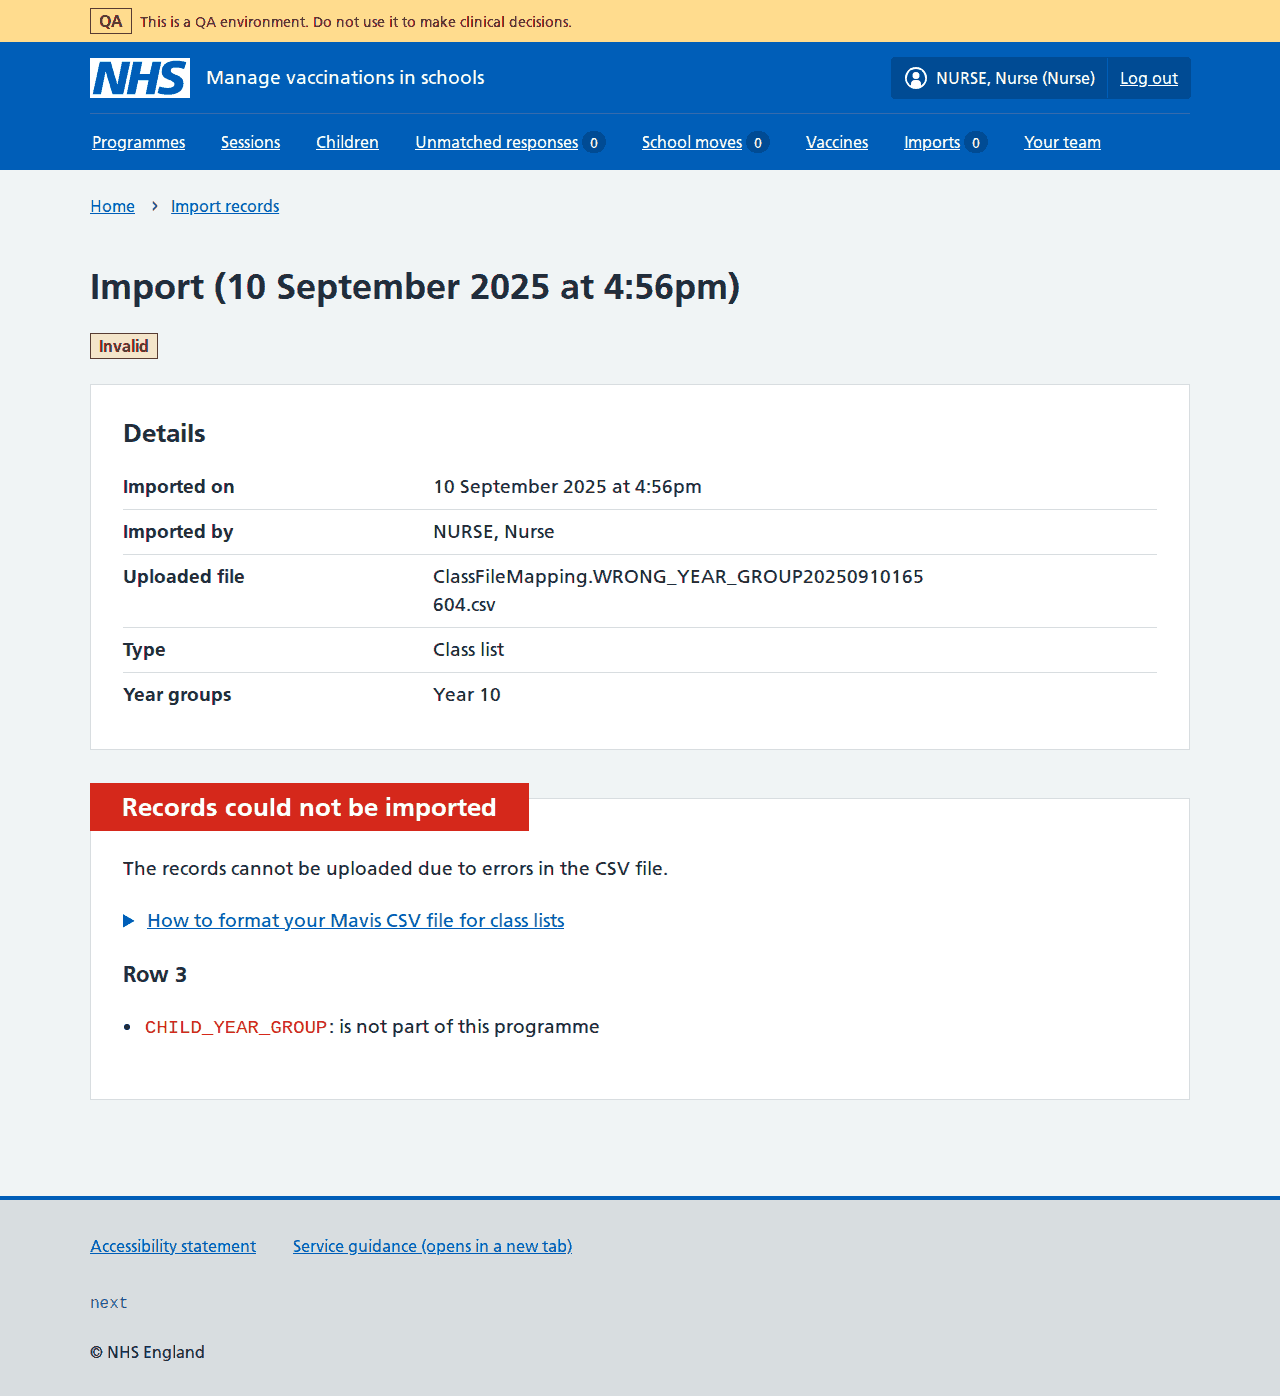 QA This is a QA environment. Do not use it to make clinical decisions.
NHS Manage vaccinations in schools NURSE, Nurse (Nurse) Log out
Programmes Sessions Children Unmatched responses 0 School moves 0 Vaccines Imports 0 Your team
Home Import records
Import (10 September 2025 at 4:56pm)
Invalid
Details
Imported on 10 September 2025 at 4:56pm
Imported by NURSE, Nurse
Uploaded file ClassFileMapping.WRONG_YEAR_GROUP20250910165
604.csv
Type Class list
Year groups Year 10
Records could not be imported
The records cannot be uploaded due to errors in the CSV file.
How to format your Mavis CSV file for class lists
Row 3
• CHILD_YEAR_GROUP: is not part of this programme
Accessibility statement Service guidance (opens in a new tab)
next
© NHS England